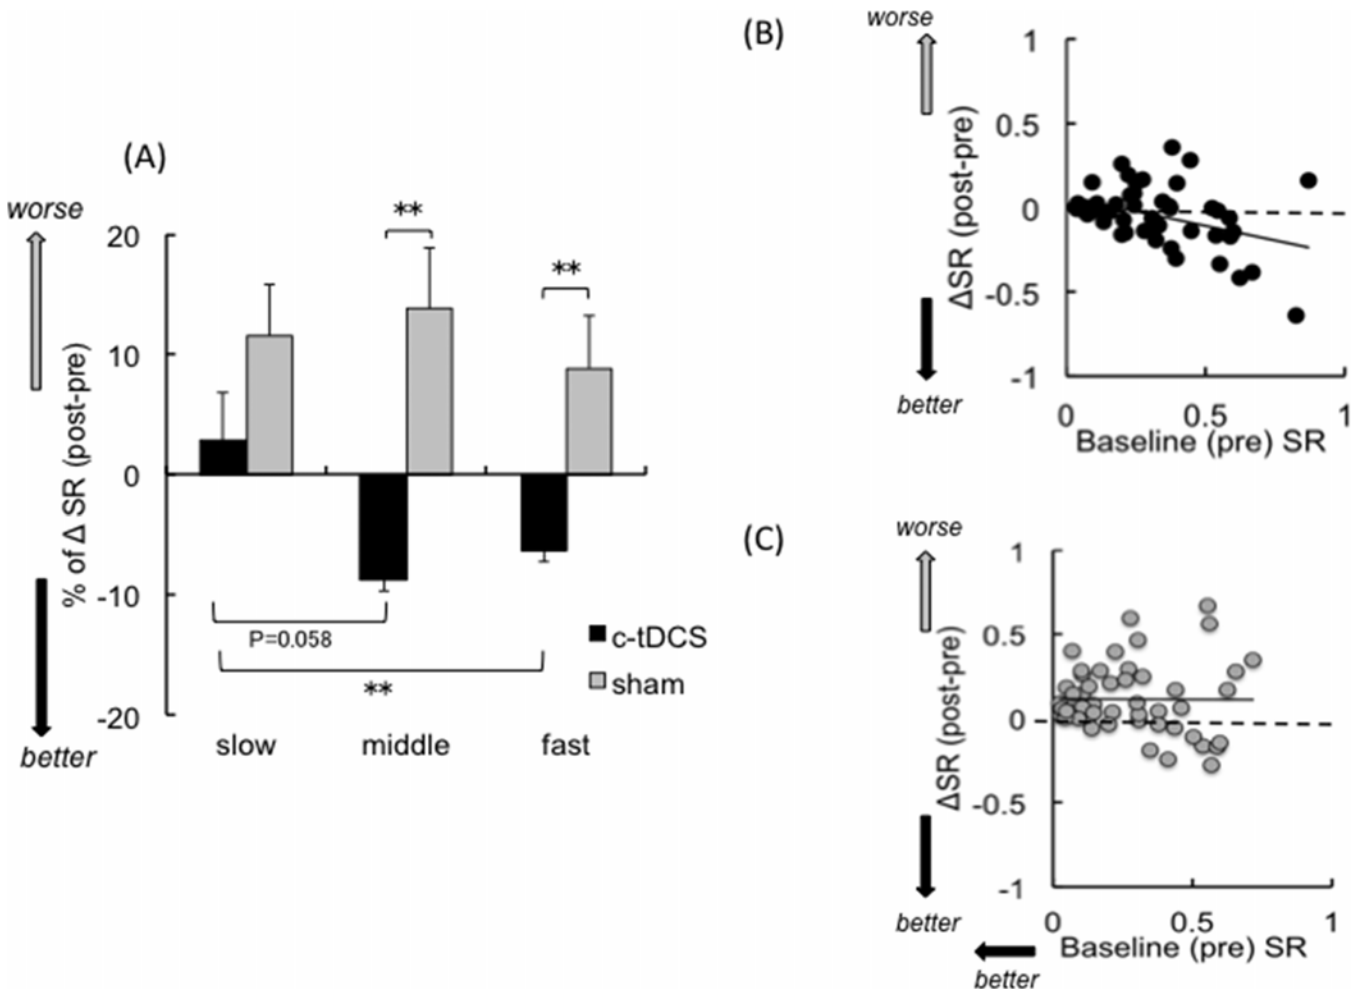 (A)
worse
20
10
0
-10
-20
% of Δ SR (post-pre)
better
**
**
P=0.058
**
c-tDCS
sham
slow
middle
fast
(B)
worse
1
0.5
0
-0.5
-1
ΔSR (post-pre)
better
0
0.5
1
Baseline (pre) SR
(C)
worse
1
0.5
0
-0.5
-1
ΔSR (post-pre)
better
0
0.5
1
Baseline (pre) SR
better